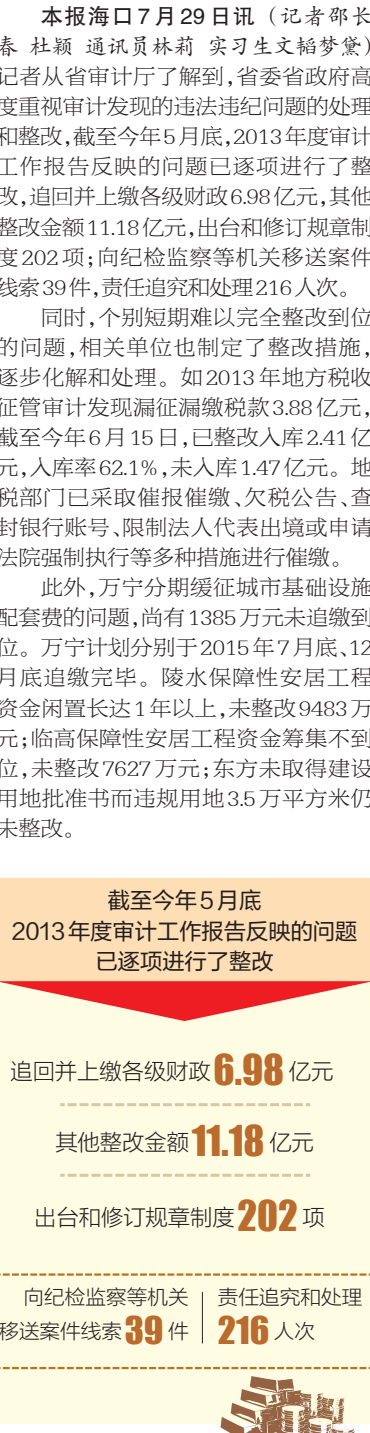 本报海口7月29日讯（记者邵长
春 杜颖 通讯员林莉 实习生文韬梦黛）
记者从省审计厅了解到,省委省政府高
度重视审计发现的违法违纪问题的处理
和整改,截至今年5月底,2013年度审计
工作报告反映的问题已逐项进行了整
改,追回并上缴各级财政6.98亿元,其他
整改金额11.18亿元,出台和修订规章制
度202项;向纪检监察等机关移送案件
线索39件,责任追究和处理216人次。
同时,个别短期难以完全整改到位
的问题,相关单位也制定了整改措施,
逐步化解和处理。如2013年地方税收
征管审计发现漏征漏缴税款3.88亿元,
截至今年6月15日,已整改入库2.41亿
元,入库率62.1%,未入库1.47亿元。地
税部门已采取催报催缴、欠税公告、查
封银行账号、限制法人代表出境或申请
法院强制执行等多种措施进行催缴。
此外,万宁分期缓征城市基础设施
配套费的问题,尚有1385万元未追缴到
位。万宁计划分别于2015年7月底、12
月底追缴完毕。陵水保障性安居工程
资金闲置长达1年以上,未整改9483万
元;临高保障性安居工程资金筹集不到
位,未整改7627万元;东方未取得建设
用地批准书而违规用地3.5万平方米仍
未整改。
截至今年5月底
2013年度审计工作报告反映的问题
已逐项进行了整改
追回并上缴各级财政6.98亿元
其他整改金额11.18亿元
出台和修订规章制度202项
向纪检监察等机关
移送案件线索39件
责任追究和处理
216人次